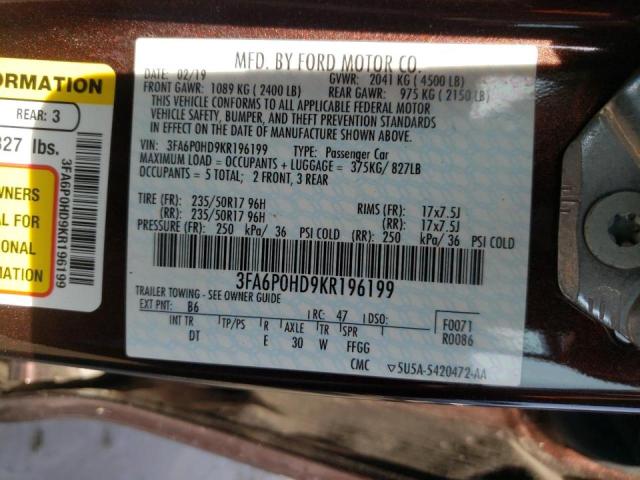 MFD. BY FORD MOTOR CO.
DATE: 02/19 GVWR: 2041 KG (4500 LB)
FRONT GAWR: 1089 KG (2400 LB) REAR GAWR: 975 KG (2150 LB)
THIS VEHICLE CONFORMS TO ALL APPLICABLE FEDERAL MOTOR
VEHICLE SAFETY, BUMPER, AND THEFT PREVENTION STANDARDS
IN EFFECT ON THE DATE OF MANUFACTURE SHOWN ABOVE.
VIN: 3FA6P0HD9KR196199 TYPE: Passenger Car
MAXIMUM LOAD = OCCUPANTS + LUGGAGE = 375KG/ 827LB
OCCUPANTS = 5 TOTAL; 2 FRONT, 3 REAR
TIRE (FR): 235/50R17 96H RIMS (FR): 17x7.5J
TIRE (RR): 235/50R17 96H (RR): 17x7.5J
PRESSURE (FR): 250 kPa/ 36 PSI COLD (RR): 250 kPa/ 36 PSI COLD
3FA6P0HD9KR196199
TRAILER TOWING - SEE OWNER GUIDE
EXT PNT: B6 RC: 47 DSO: F0071
INT TR TP/PS R AXLE TR SPR R0086
DT E 30 W FFGG
CMC 5U5A-5420472-AA
ORMATION
REAR: 3
827 lbs.
3FA6P0HD9KR196199
WNERS
AL FOR
IONAL
MATION